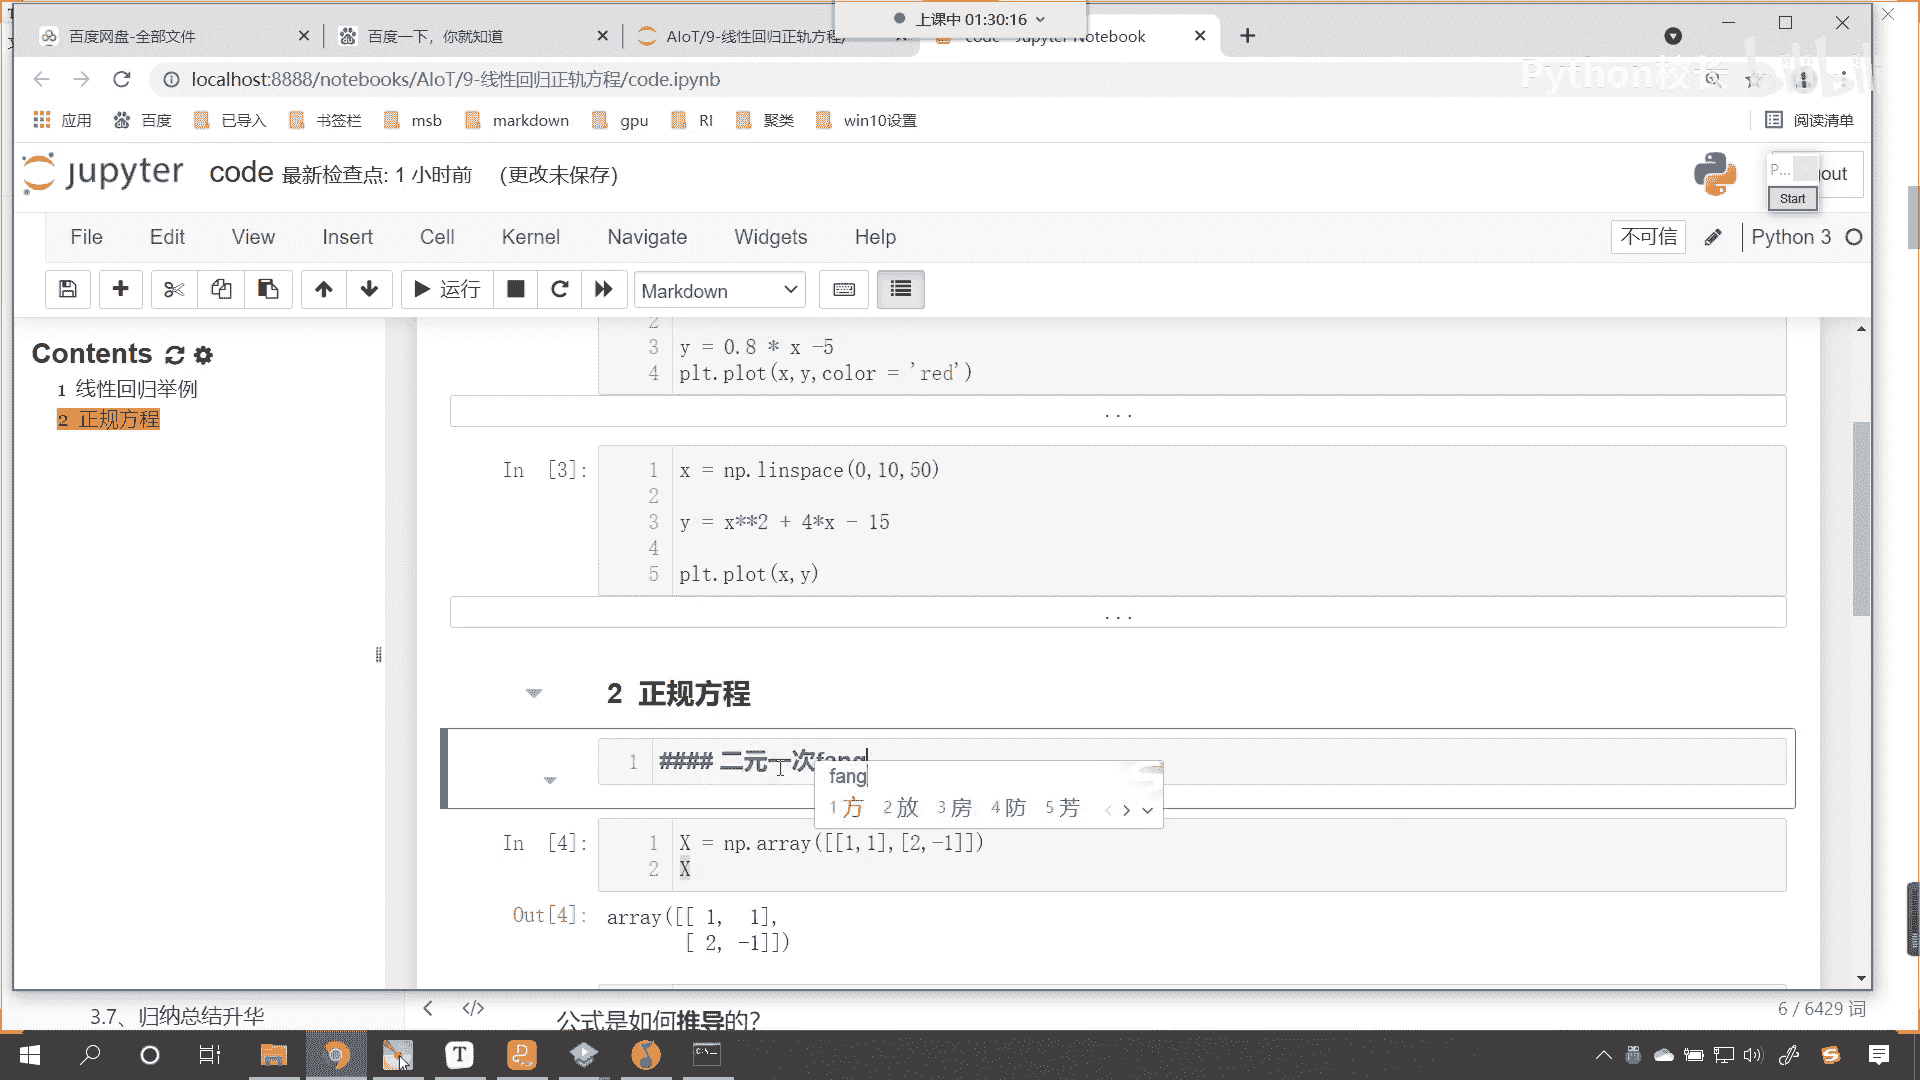 上课中 01:30:16
百度网盘-全部文件
百度一下，你就知道
AIoT/9-线性回归正轨方程/
code - Jupyter Notebook
localhost:8888/notebooks/AIoT/9-线性回归正轨方程/code.ipynb
Python校长
bilibili
应用
百度
已导入
书签栏
msb
markdown
gpu
RI
聚类
win10设置
阅读清单
jupyter code 最新检查点: 1 小时前 (更改未保存)
P...
out
Start
File Edit View Insert Cell Kernel Navigate Widgets Help
不可信
Python 3
运行
Markdown
Contents
1 线性回归举例
2 正规方程
2
3 y = 0.8 * x -5
4 plt.plot(x,y,color = 'red')
...
In [3]:
1 x = np.linspace(0,10,50)
2
3 y = x**2 + 4*x - 15
4
5 plt.plot(x,y)
...
2 正规方程
1 #### 二元一次fang
fang
1 方 2 放 3 房 4 防 5 芳
In [4]:
1 X = np.array([[1,1],[2,-1]])
2 X
Out[4]: array([[ 1, 1],
[ 2, -1]])
3.7、归纳总结升华
公式是如何推导的？
6 / 6429 词